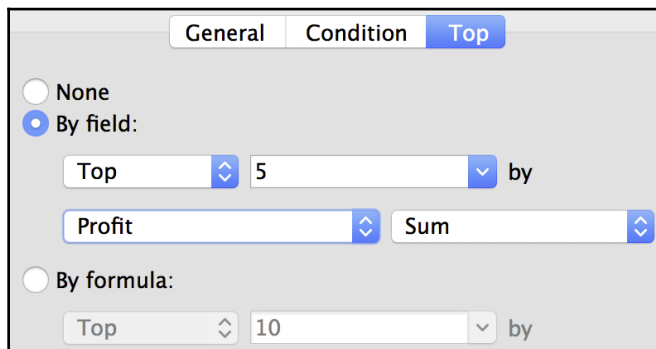 General Condition Top
None
By field:
Top 5 by
Profit Sum
By formula:
Top 10 by